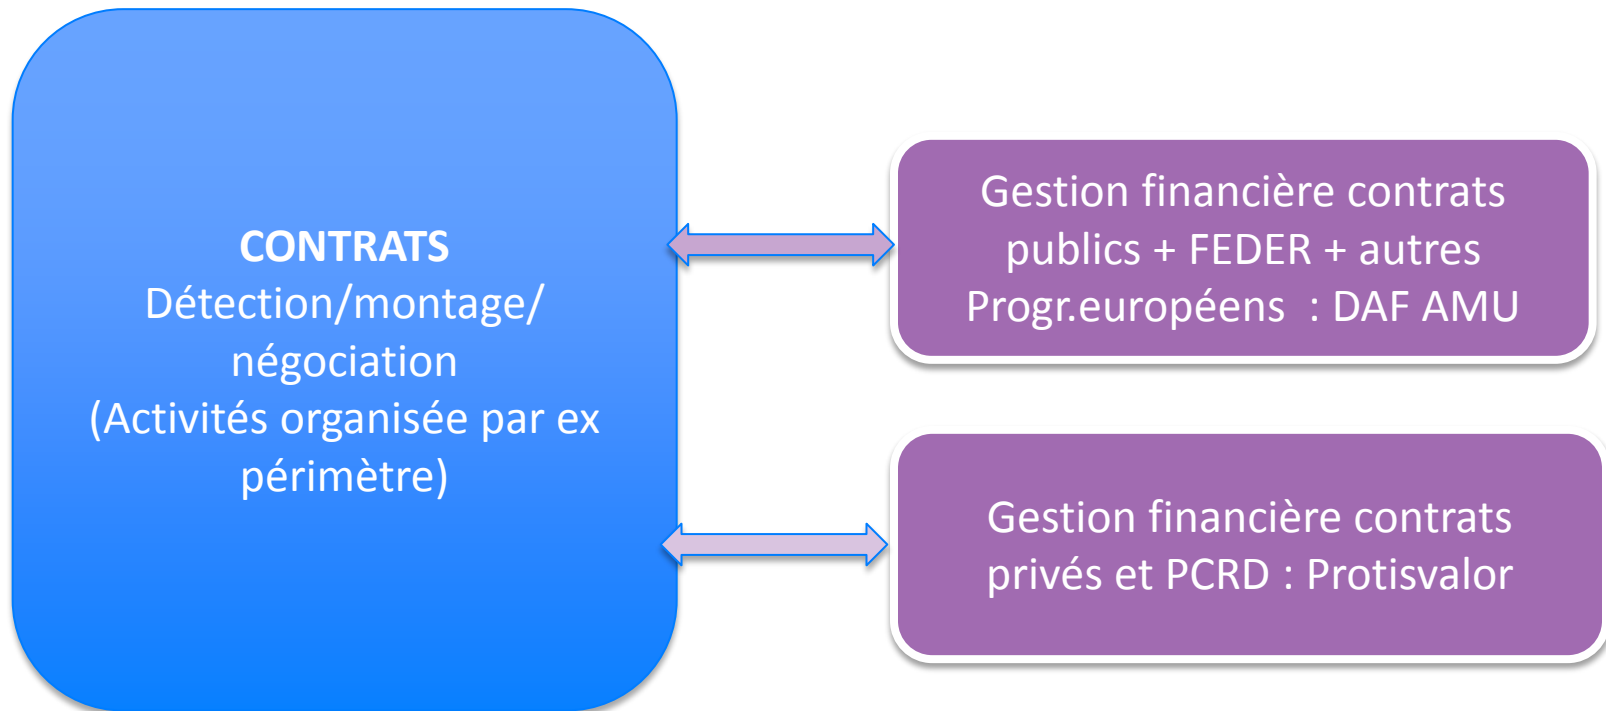 CONTRATS
Détection/montage/
négociation
(Activités organisée par ex
périmètre)
Gestion financière contrats
publics + FEDER + autres
Progr.européens  : DAF AMU
Gestion financière contrats
privés et PCRD : Protisvalor